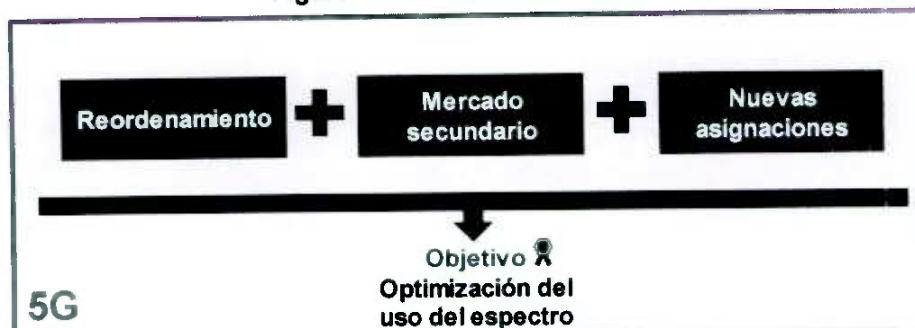 Reordenamiento
Mercado
secundario
Nuevas
asignaciones
Objetivo
Optimización del
uso del espectro
5G